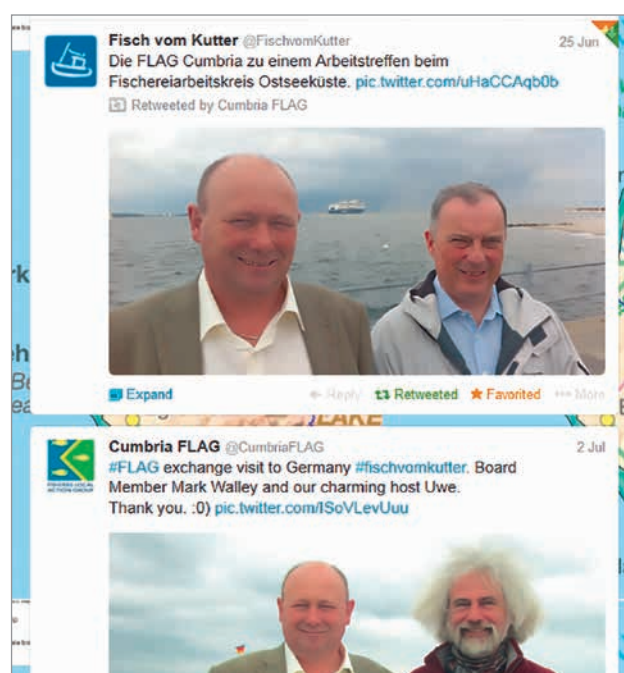 Fisch vom Kutter @FischvomKutter 25 Jun
Die FLAG Cumbria zu einem Arbeitstreffen beim
Fischereiarbeitskreis Ostseeküste. pic.twitter.com/uHaCCAqb0b
Retweeted by Cumbria FLAG
Expand Reply Retweeted Favorited More
LAKE
Cumbria FLAG @CumbriaFLAG 2 Jul
#FLAG exchange visit to Germany #fischvomkutter. Board
Member Mark Walley and our charming host Uwe.
Thank you. :0) pic.twitter.com/ISoVLevUuu